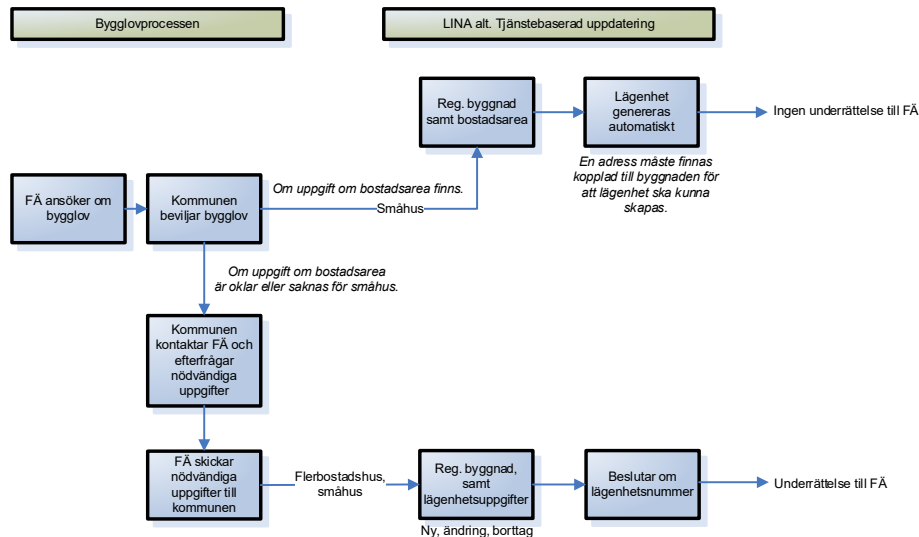 Bygglovprocessen
LINA alt. Tjänstebaserad uppdatering
Reg. byggnad
samt bostadsarea
Lägenhet
genereras
automatiskt
Ingen underrättelse till FÄ
En adress måste finnas
kopplad till byggnaden för
att lägenhet ska kunna
skapas.
Om uppgift om bostadsarea finns.
Småhus
FÄ ansöker om
bygglov
Kommunen
beviljar bygglov
Om uppgift om bostadsarea
är oklar eller saknas för småhus.
Kommunen
kontaktar FÄ och
efterfrågar
nödvändiga
uppgifter
FÄ skickar
nödvändiga
uppgifter till
kommunen
Flerbostadshus,
småhus
Reg. byggnad,
samt
lägenhetsuppgifter
Ny, ändring, borttag
Beslutar om
lägenhetsnummer
Underrättelse till FÄ